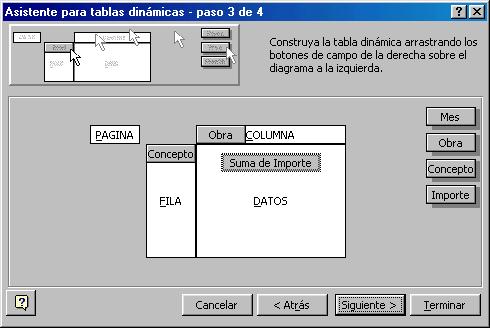 Asistente para tablas dinámicas - paso 3 de 4
Construya la tabla dinámica arrastrando los
botones de campo de la derecha sobre el
diagrama a la izquierda.
Mes
PAGINA
Obra
COLUMNA
Obra
Concepto
Suma de Importe
Concepto
Importe
FILA
DATOS
Cancelar
< Atrás
Siguiente >
Terminar